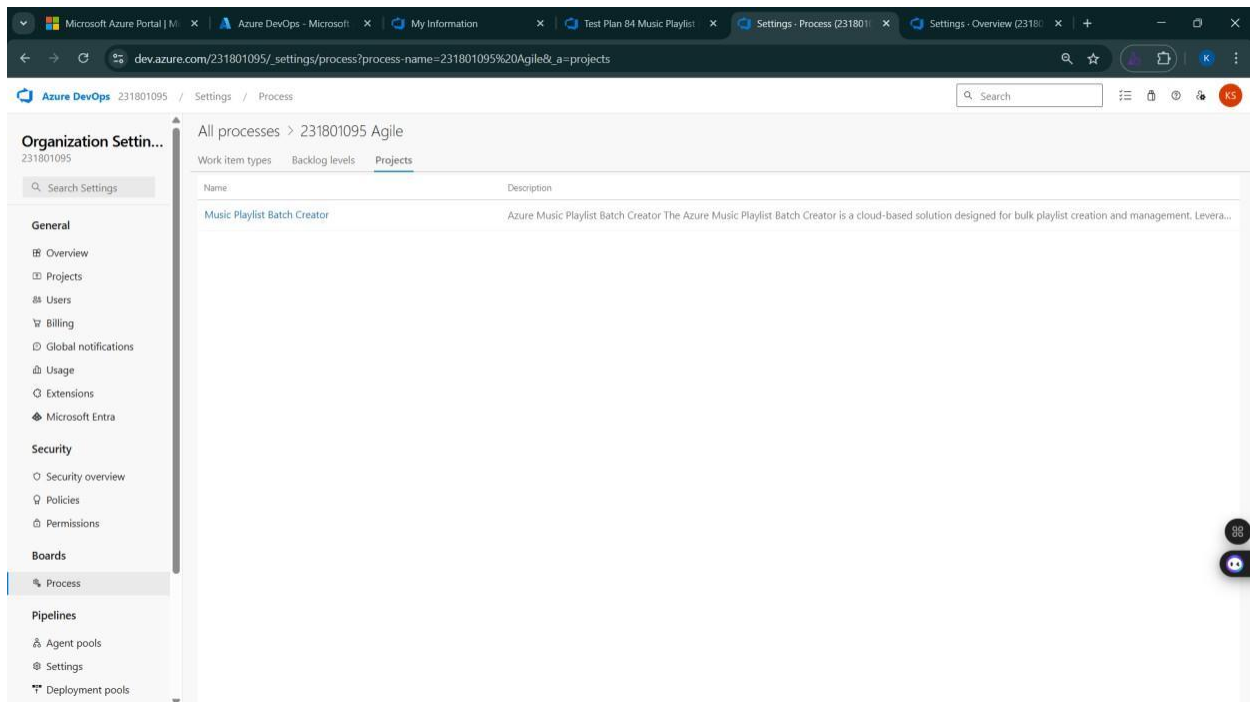 Microsoft Azure Portal | Mi
Azure DevOps - Microsoft
My Information
Test Plan 84 Music Playlist
Settings · Process (2318010
Settings · Overview (23180
dev.azure.com/231801095/_settings/process?process-name=231801095%20Agile&_a=projects
K
Azure DevOps 231801095 / Settings / Process
Search
KS
Organization Settin...
231801095
Search Settings
General
Overview
Projects
Users
Billing
Global notifications
Usage
Extensions
Microsoft Entra
Security
Security overview
Policies
Permissions
Boards
Process
Pipelines
Agent pools
Settings
Deployment pools
All processes > 231801095 Agile
Work item types Backlog levels Projects
Name Description
Music Playlist Batch Creator Azure Music Playlist Batch Creator The Azure Music Playlist Batch Creator is a cloud-based solution designed for bulk playlist creation and management. Levera...